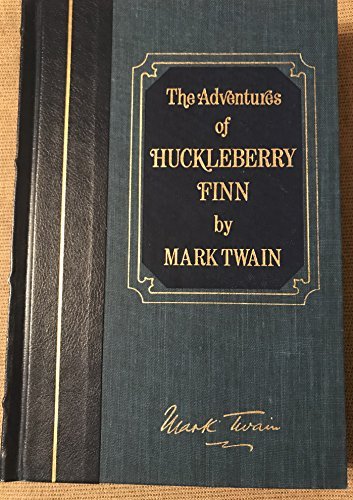 The Adventures
of
HUCKLEBERRY
FINN
by
MARK TWAIN
Mark Twain